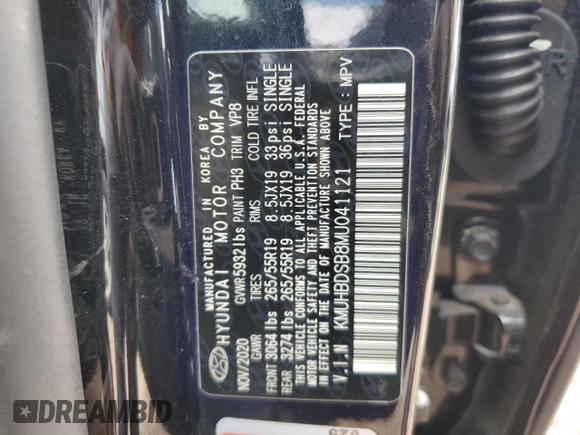 MANUFACTURED IN KOREA BY
HYUNDAI MOTOR COMPANY
NOV/2020 GVWR 5932lbs PAINT PH3 TRIM VP8
GAWR TIRES RIMS COLD TIRE INFL
FRONT 3064lbs 265/55R19 8.5JX19 33psi SINGLE
REAR 3274lbs 265/55R19 8.5JX19 36psi SINGLE
THIS VEHICLE CONFORMS TO ALL APPLICABLE U.S.A. FEDERAL
MOTOR VEHICLE SAFETY AND THEFT PREVENTION STANDARDS
IN EFFECT ON THE DATE OF MANUFACTURE SHOWN ABOVE
V.I.N KMUHBDSB8MU041121 TYPE : MPV
R
025
DREAMBID